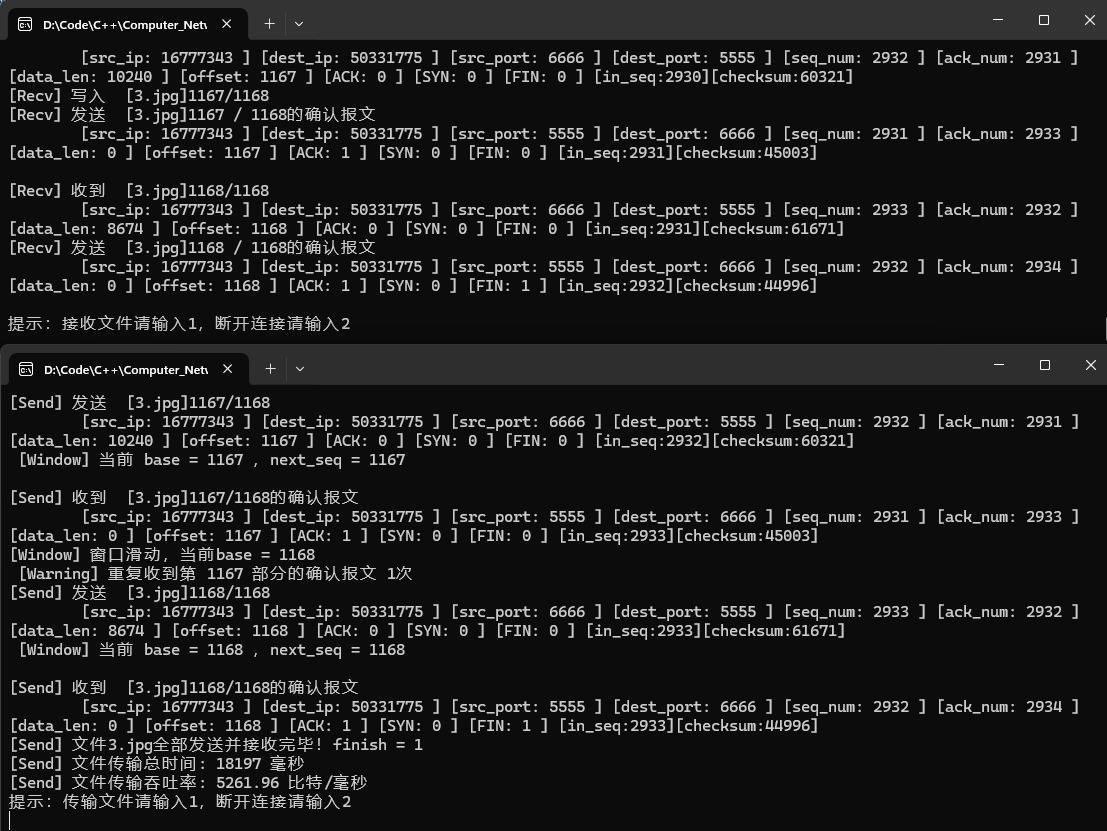 D:\Code\C++\Computer_Netw
[src_ip: 16777343 ] [dest_ip: 50331775 ] [src_port: 6666 ] [dest_port: 5555 ] [seq_num: 2932 ] [ack_num: 2931 ]
[data_len: 10240 ] [offset: 1167 ] [ACK: 0 ] [SYN: 0 ] [FIN: 0 ] [in_seq:2930][checksum:60321]
[Recv] 写入  [3.jpg]1167/1168
[Recv] 发送  [3.jpg]1167 / 1168的确认报文
[src_ip: 16777343 ] [dest_ip: 50331775 ] [src_port: 5555 ] [dest_port: 6666 ] [seq_num: 2931 ] [ack_num: 2933 ]
[data_len: 0 ] [offset: 1167 ] [ACK: 1 ] [SYN: 0 ] [FIN: 0 ] [in_seq:2931][checksum:45003]
[Recv] 收到  [3.jpg]1168/1168
[src_ip: 16777343 ] [dest_ip: 50331775 ] [src_port: 6666 ] [dest_port: 5555 ] [seq_num: 2933 ] [ack_num: 2932 ]
[data_len: 8674 ] [offset: 1168 ] [ACK: 0 ] [SYN: 0 ] [FIN: 0 ] [in_seq:2931][checksum:61671]
[Recv] 发送  [3.jpg]1168 / 1168的确认报文
[src_ip: 16777343 ] [dest_ip: 50331775 ] [src_port: 5555 ] [dest_port: 6666 ] [seq_num: 2932 ] [ack_num: 2934 ]
[data_len: 0 ] [offset: 1168 ] [ACK: 1 ] [SYN: 0 ] [FIN: 1 ] [in_seq:2932][checksum:44996]
提示：接收文件请输入1，断开连接请输入2
D:\Code\C++\Computer_Netw
[Send] 发送  [3.jpg]1167/1168
[src_ip: 16777343 ] [dest_ip: 50331775 ] [src_port: 6666 ] [dest_port: 5555 ] [seq_num: 2932 ] [ack_num: 2931 ]
[data_len: 10240 ] [offset: 1167 ] [ACK: 0 ] [SYN: 0 ] [FIN: 0 ] [in_seq:2932][checksum:60321]
[Window] 当前 base = 1167 , next_seq = 1167
[Send] 收到  [3.jpg]1167/1168的确认报文
[src_ip: 16777343 ] [dest_ip: 50331775 ] [src_port: 5555 ] [dest_port: 6666 ] [seq_num: 2931 ] [ack_num: 2933 ]
[data_len: 0 ] [offset: 1167 ] [ACK: 1 ] [SYN: 0 ] [FIN: 0 ] [in_seq:2933][checksum:45003]
[Window] 窗口滑动，当前base = 1168
[Warning] 重复收到第 1167 部分的确认报文 1次
[Send] 发送  [3.jpg]1168/1168
[src_ip: 16777343 ] [dest_ip: 50331775 ] [src_port: 6666 ] [dest_port: 5555 ] [seq_num: 2933 ] [ack_num: 2932 ]
[data_len: 8674 ] [offset: 1168 ] [ACK: 0 ] [SYN: 0 ] [FIN: 0 ] [in_seq:2933][checksum:61671]
[Window] 当前 base = 1168 , next_seq = 1168
[Send] 收到  [3.jpg]1168/1168的确认报文
[src_ip: 16777343 ] [dest_ip: 50331775 ] [src_port: 5555 ] [dest_port: 6666 ] [seq_num: 2932 ] [ack_num: 2934 ]
[data_len: 0 ] [offset: 1168 ] [ACK: 1 ] [SYN: 0 ] [FIN: 1 ] [in_seq:2933][checksum:44996]
[Send] 文件3.jpg全部发送并接收完毕！finish = 1
[Send] 文件传输总时间：18197 毫秒
[Send] 文件传输吞吐率：5261.96 比特/毫秒
提示：传输文件请输入1，断开连接请输入2